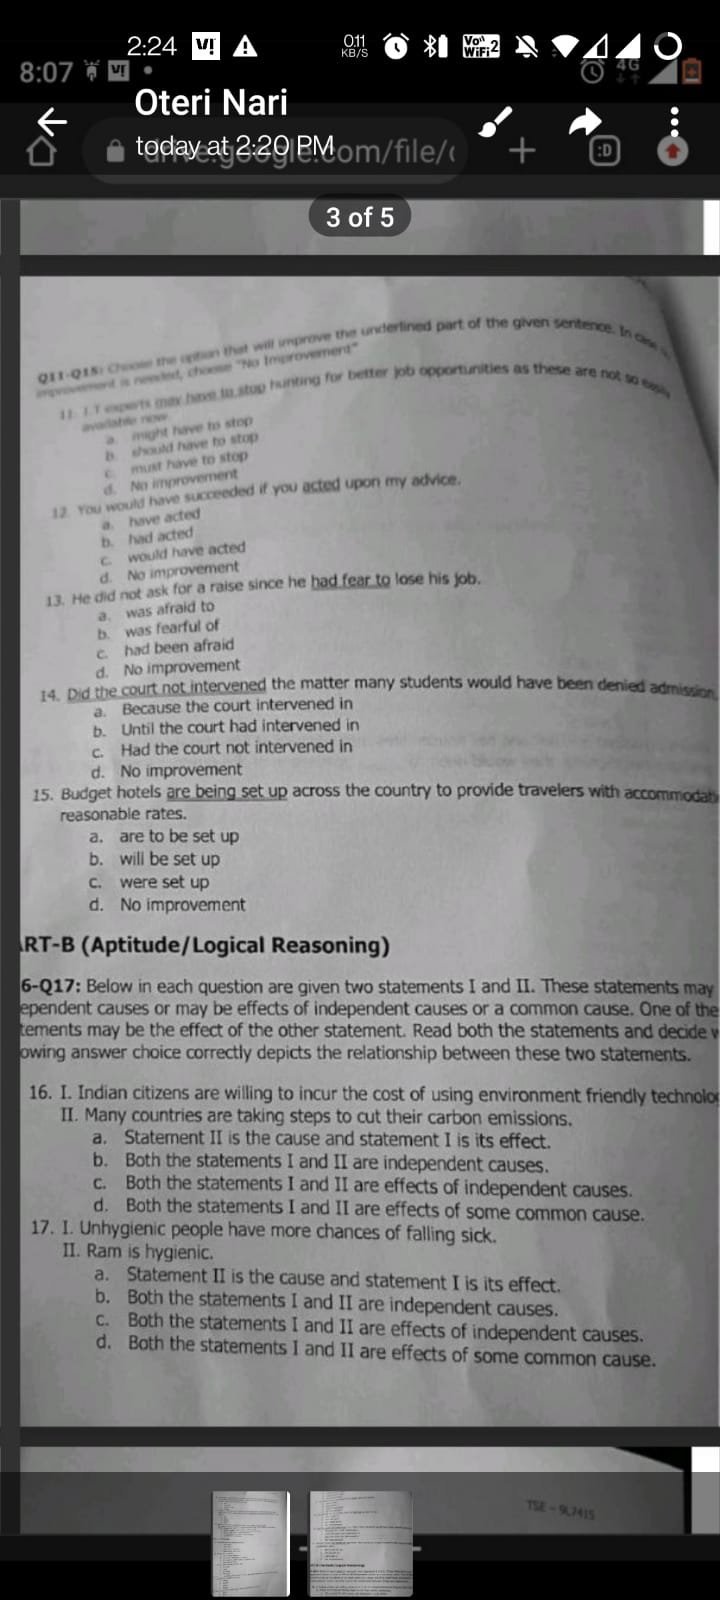 2:24 V! 0.11 KB/S Vo WiFi 2
8:07 V! 4G
Oteri Nari
today at 2:20 PM
drive.google.com/file/
:D
3 of 5
Q11-Q15: Choose the option that will improve the underlined part of the given sentence. In case
improvement is needed, choose "No Improvement"
11. I.T experts may have to stop hunting for better job opportunities as these are not so easily
available now.
a. might have to stop
b. should have to stop
c. must have to stop
d. No improvement
12. You would have succeeded if you acted upon my advice.
a. have acted
b. had acted
c. would have acted
d. No improvement
13. He did not ask for a raise since he had fear to lose his job.
a. was afraid to
b. was fearful of
c. had been afraid
d. No improvement
14. Did the court not intervened the matter many students would have been denied admission
a. Because the court intervened in
b. Until the court had intervened in
c. Had the court not intervened in
d. No improvement
15. Budget hotels are being set up across the country to provide travelers with accommodab
reasonable rates.
a. are to be set up
b. will be set up
c. were set up
d. No improvement
RT-B (Aptitude/Logical Reasoning)
6-Q17: Below in each question are given two statements I and II. These statements may
ependent causes or may be effects of independent causes or a common cause. One of the
tements may be the effect of the other statement. Read both the statements and decide w
owing answer choice correctly depicts the relationship between these two statements.
16. I. Indian citizens are willing to incur the cost of using environment friendly technolog
II. Many countries are taking steps to cut their carbon emissions.
a. Statement II is the cause and statement I is its effect.
b. Both the statements I and II are independent causes.
c. Both the statements I and II are effects of independent causes.
d. Both the statements I and II are effects of some common cause.
17. I. Unhygienic people have more chances of falling sick.
II. Ram is hygienic.
a. Statement II is the cause and statement I is its effect.
b. Both the statements I and II are independent causes.
c. Both the statements I and II are effects of independent causes.
d. Both the statements I and II are effects of some common cause.
TSE - 9L7415